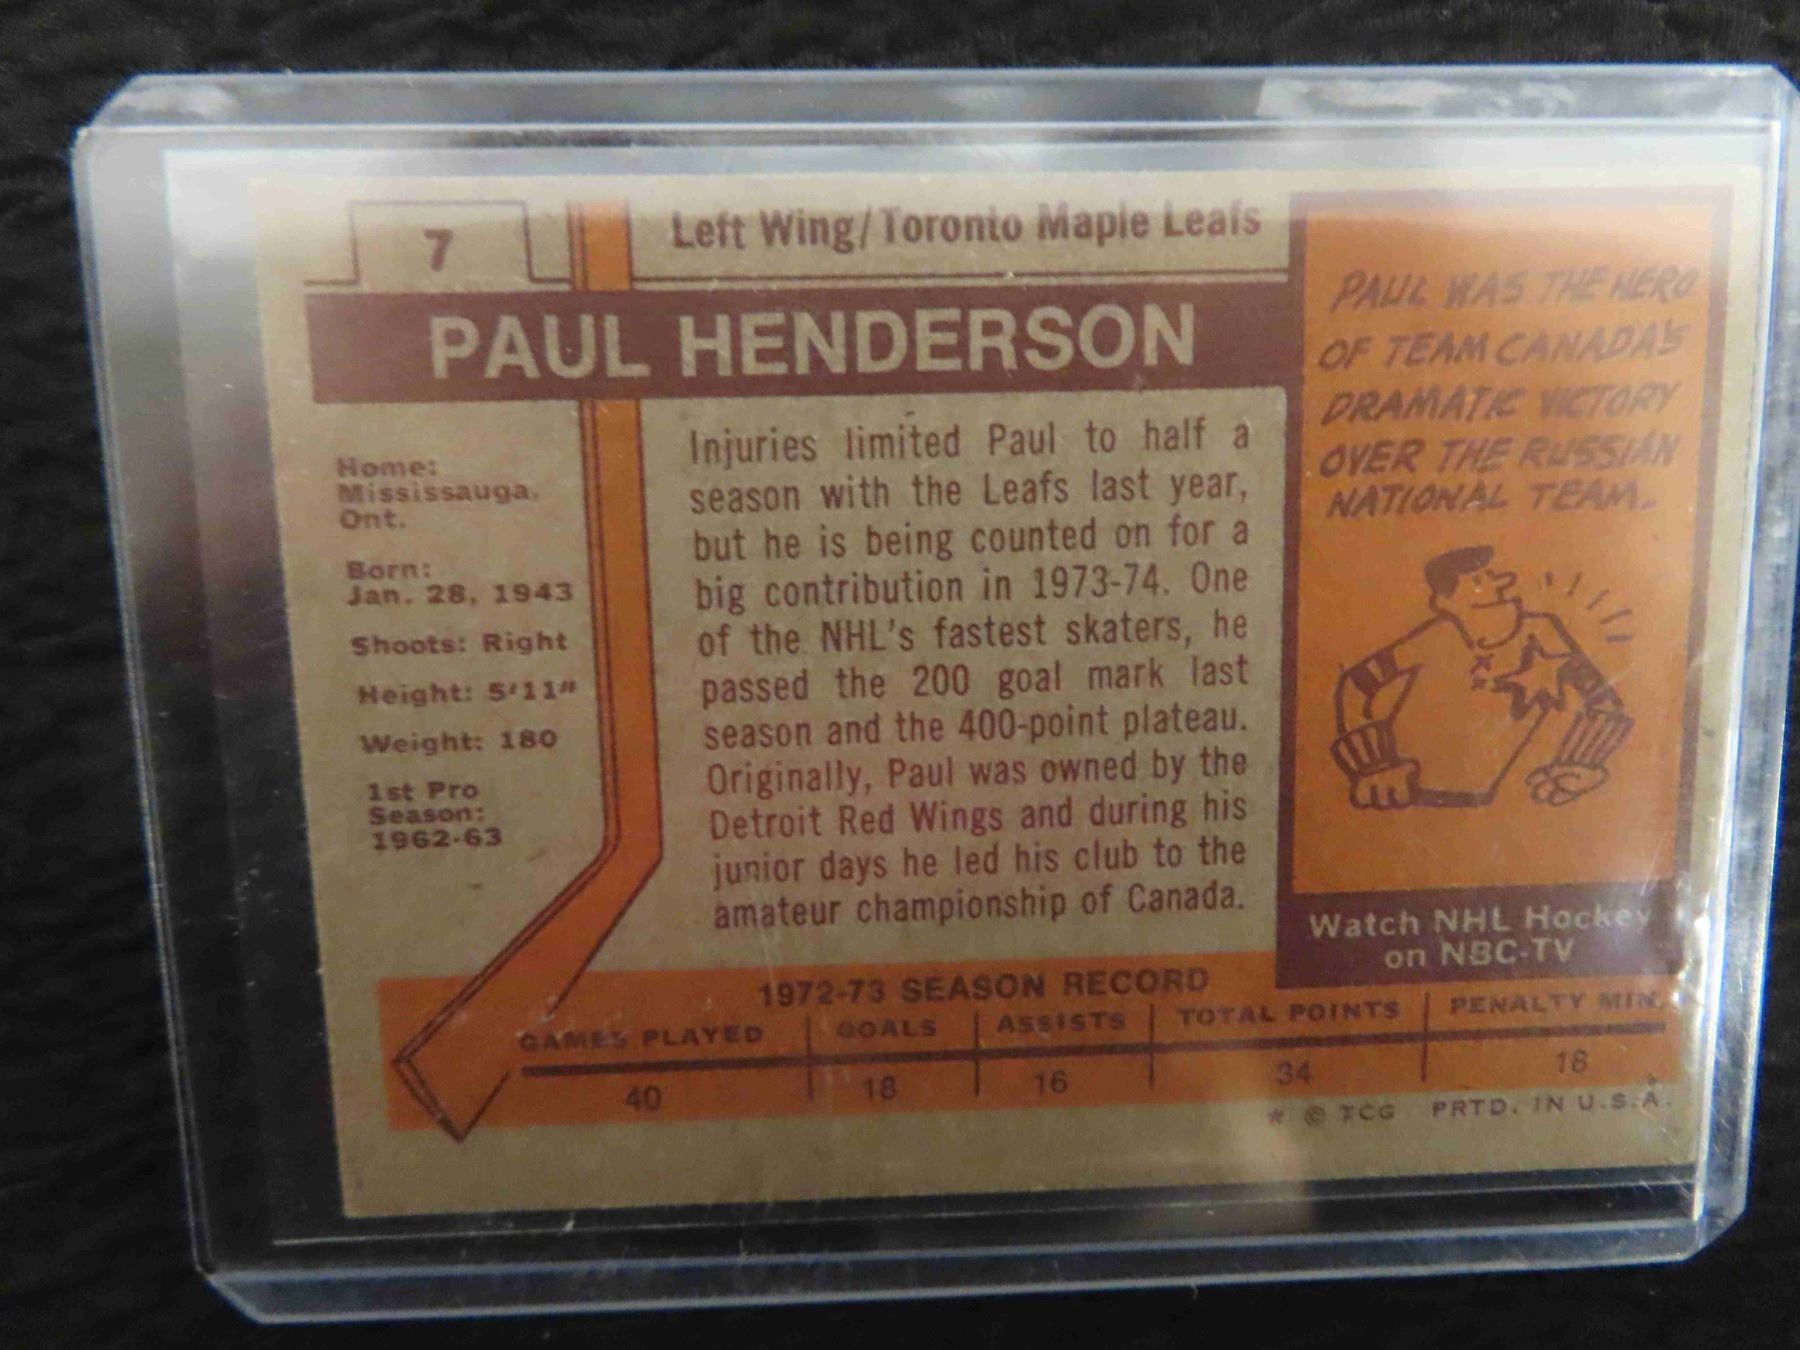 7
Left Wing/Toronto Maple Leafs
PAUL HENDERSON
Home:
Mississauga,
Ont.
Born:
Jan. 28, 1943
Shoots: Right
Height: 5'11"
Weight: 180
1st Pro
Season:
1962-63
Injuries limited Paul to half a
season with the Leafs last year,
but he is being counted on for a
big contribution in 1973-74. One
of the NHL's fastest skaters, he
passed the 200 goal mark last
season and the 400-point plateau.
Originally, Paul was owned by the
Detroit Red Wings and during his
junior days he led his club to the
amateur championship of Canada.
PAUL WAS THE HERO
OF TEAM CANADA'S
DRAMATIC VICTORY
OVER THE RUSSIAN
NATIONAL TEAM.
Watch NHL Hockey
on NBC-TV
1972-73 SEASON RECORD
GAMES PLAYED GOALS ASSISTS TOTAL POINTS PENALTY MIN.
40 18 16 34 18
* © TCG PRTD. IN U.S.A.